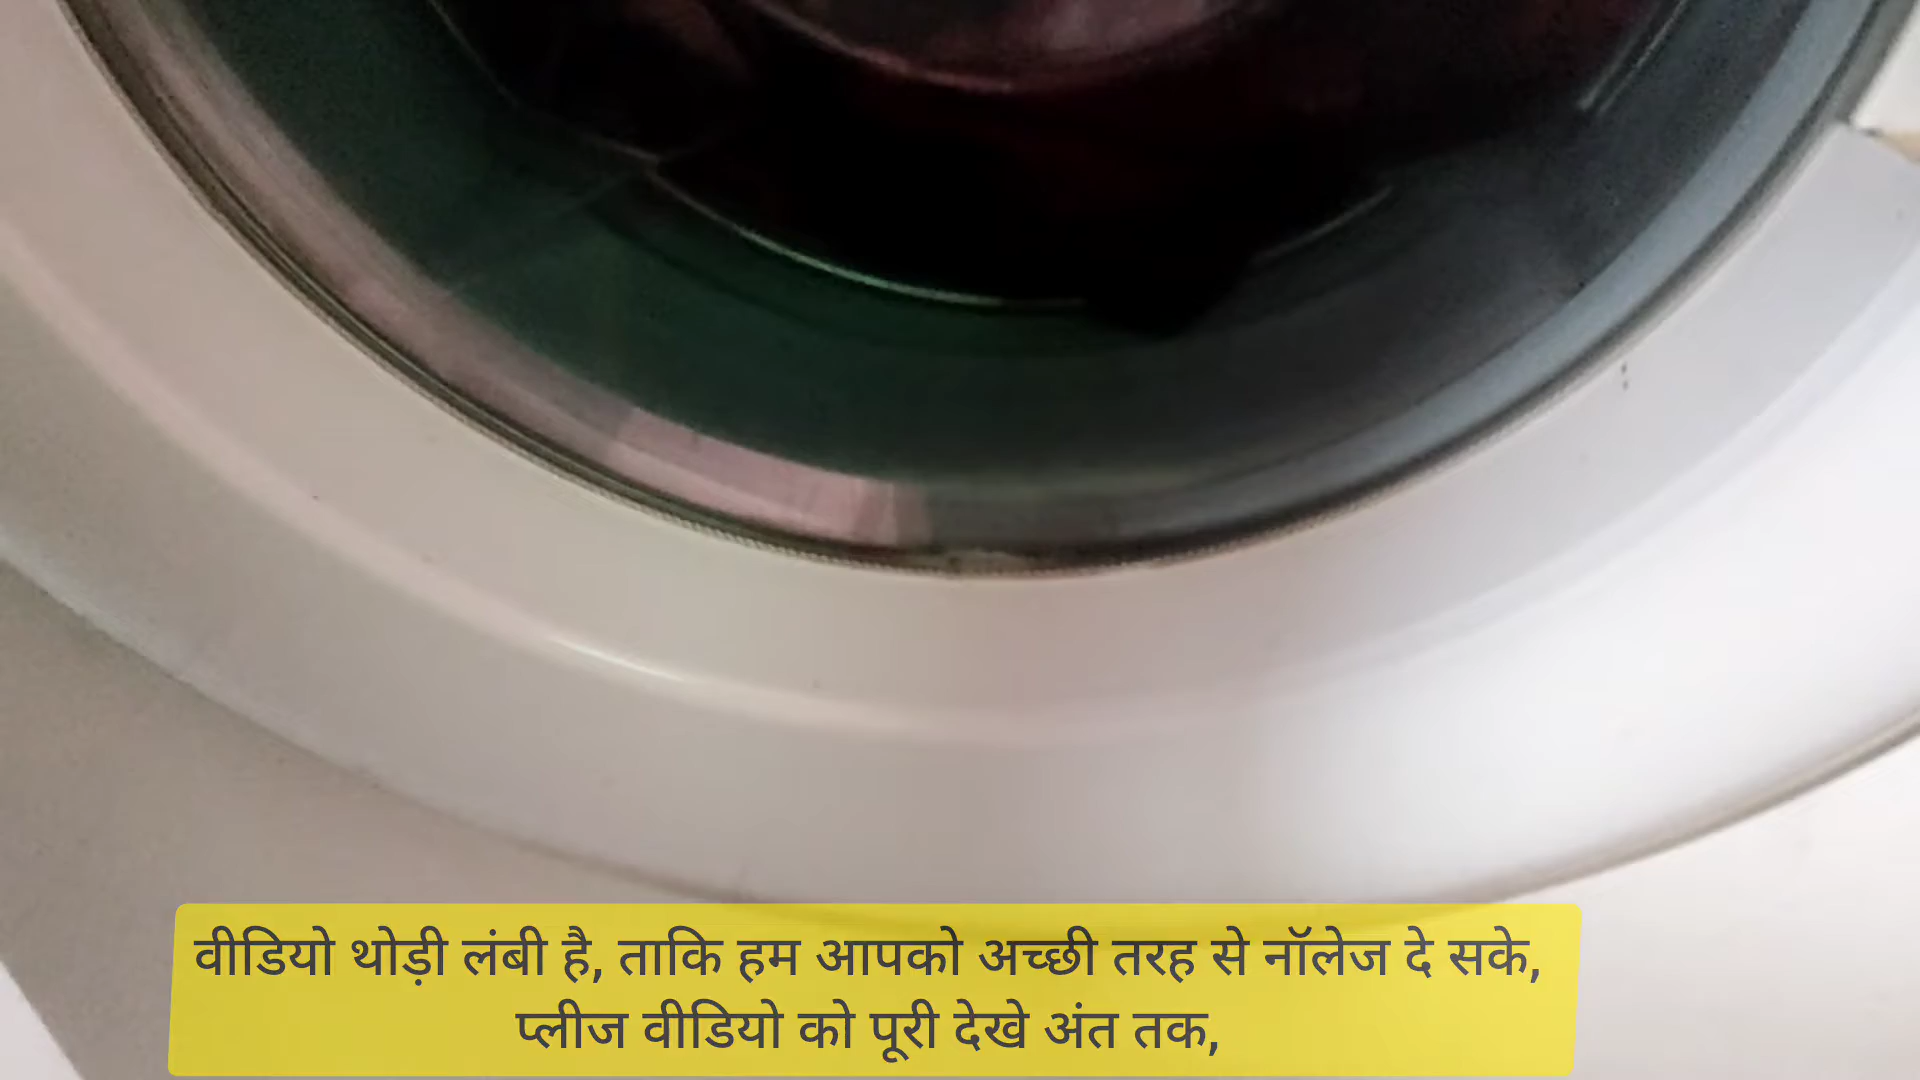 वीडियो थोड़ी लंबी है, ताकि हम आपको अच्छी तरह से नॉलेज दे सके,
प्लीज वीडियो को पूरी देखे अंत तक,